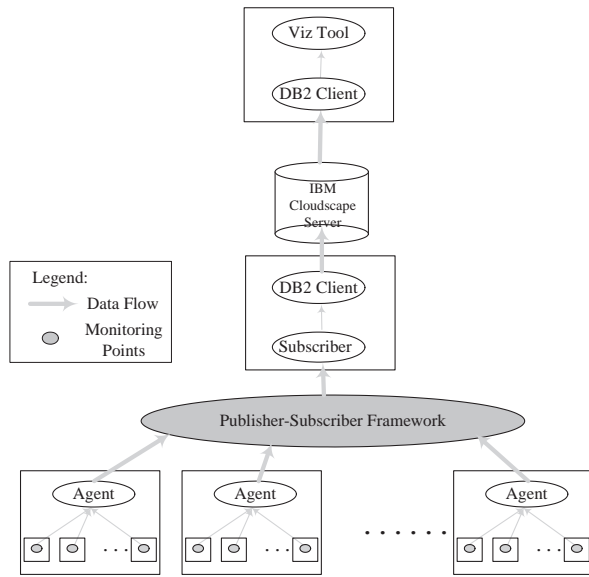 Viz Tool
DB2 Client
IBM
Cloudscape
Server
DB2 Client
Subscriber
Legend:
Data Flow
Monitoring
Points
Publisher-Subscriber Framework
Agent
Agent
Agent
. . .
. . .
. . . . . .
. . .